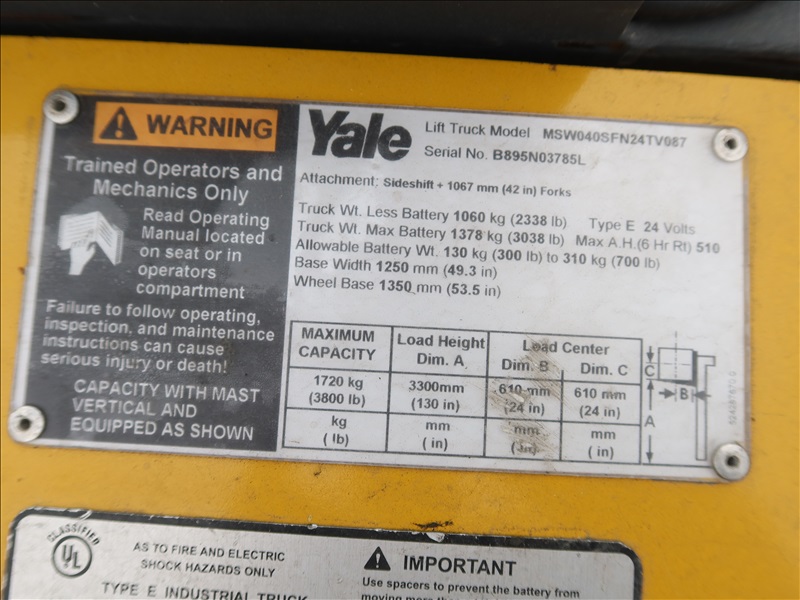 WARNING
Trained Operators and
Mechanics Only
Read Operating
Manual located
on seat or in
operators
compartment
Failure to follow operating,
inspection, and maintenance
instructions can cause
serious injury or death!
CAPACITY WITH MAST
VERTICAL AND
EQUIPPED AS SHOWN
Yale
Lift Truck Model MSW040SFN24TV087
Serial No. B895N03785L
Attachment: Sideshift + 1067 mm (42 in) Forks
Truck Wt. Less Battery 1060 kg (2338 lb) Type E 24 Volts
Truck Wt. Max Battery 1378 kg (3038 lb) Max A.H.(6 Hr Rt) 510
Allowable Battery Wt. 130 kg (300 lb) to 310 kg (700 lb)
Base Width 1250 mm (49.3 in)
Wheel Base 1350 mm (53.5 in)
MAXIMUM CAPACITY Load Height Dim. A Load Center Dim. B Dim. C
1720 kg 3300mm 610 mm 610 mm
(3800 lb) (130 in) (24 in) (24 in)
kg mm mm mm
( lb) ( in) ( in) ( in)
C
B
A
CLASSIFIED
UL
AS TO FIRE AND ELECTRIC
SHOCK HAZARDS ONLY
TYPE E INDUSTRIAL TRUCK
IMPORTANT
Use spacers to prevent the battery from